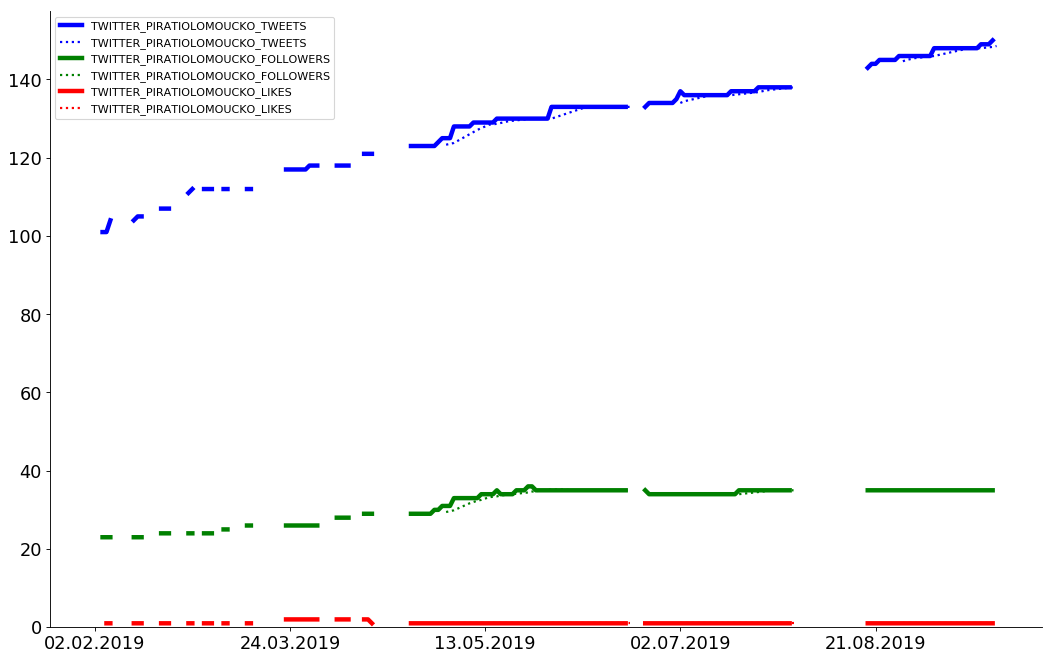 TWITTER_PIRATIOLOMOUCKO_TWEETS
TWITTER_PIRATIOLOMOUCKO_TWEETS
TWITTER_PIRATIOLOMOUCKO_FOLLOWERS
TWITTER_PIRATIOLOMOUCKO_FOLLOWERS
TWITTER_PIRATIOLOMOUCKO_LIKES
TWITTER_PIRATIOLOMOUCKO_LIKES
140
120
100
80
60
40
20
0
02.02.2019 24.03.2019 13.05.2019 02.07.2019 21.08.2019